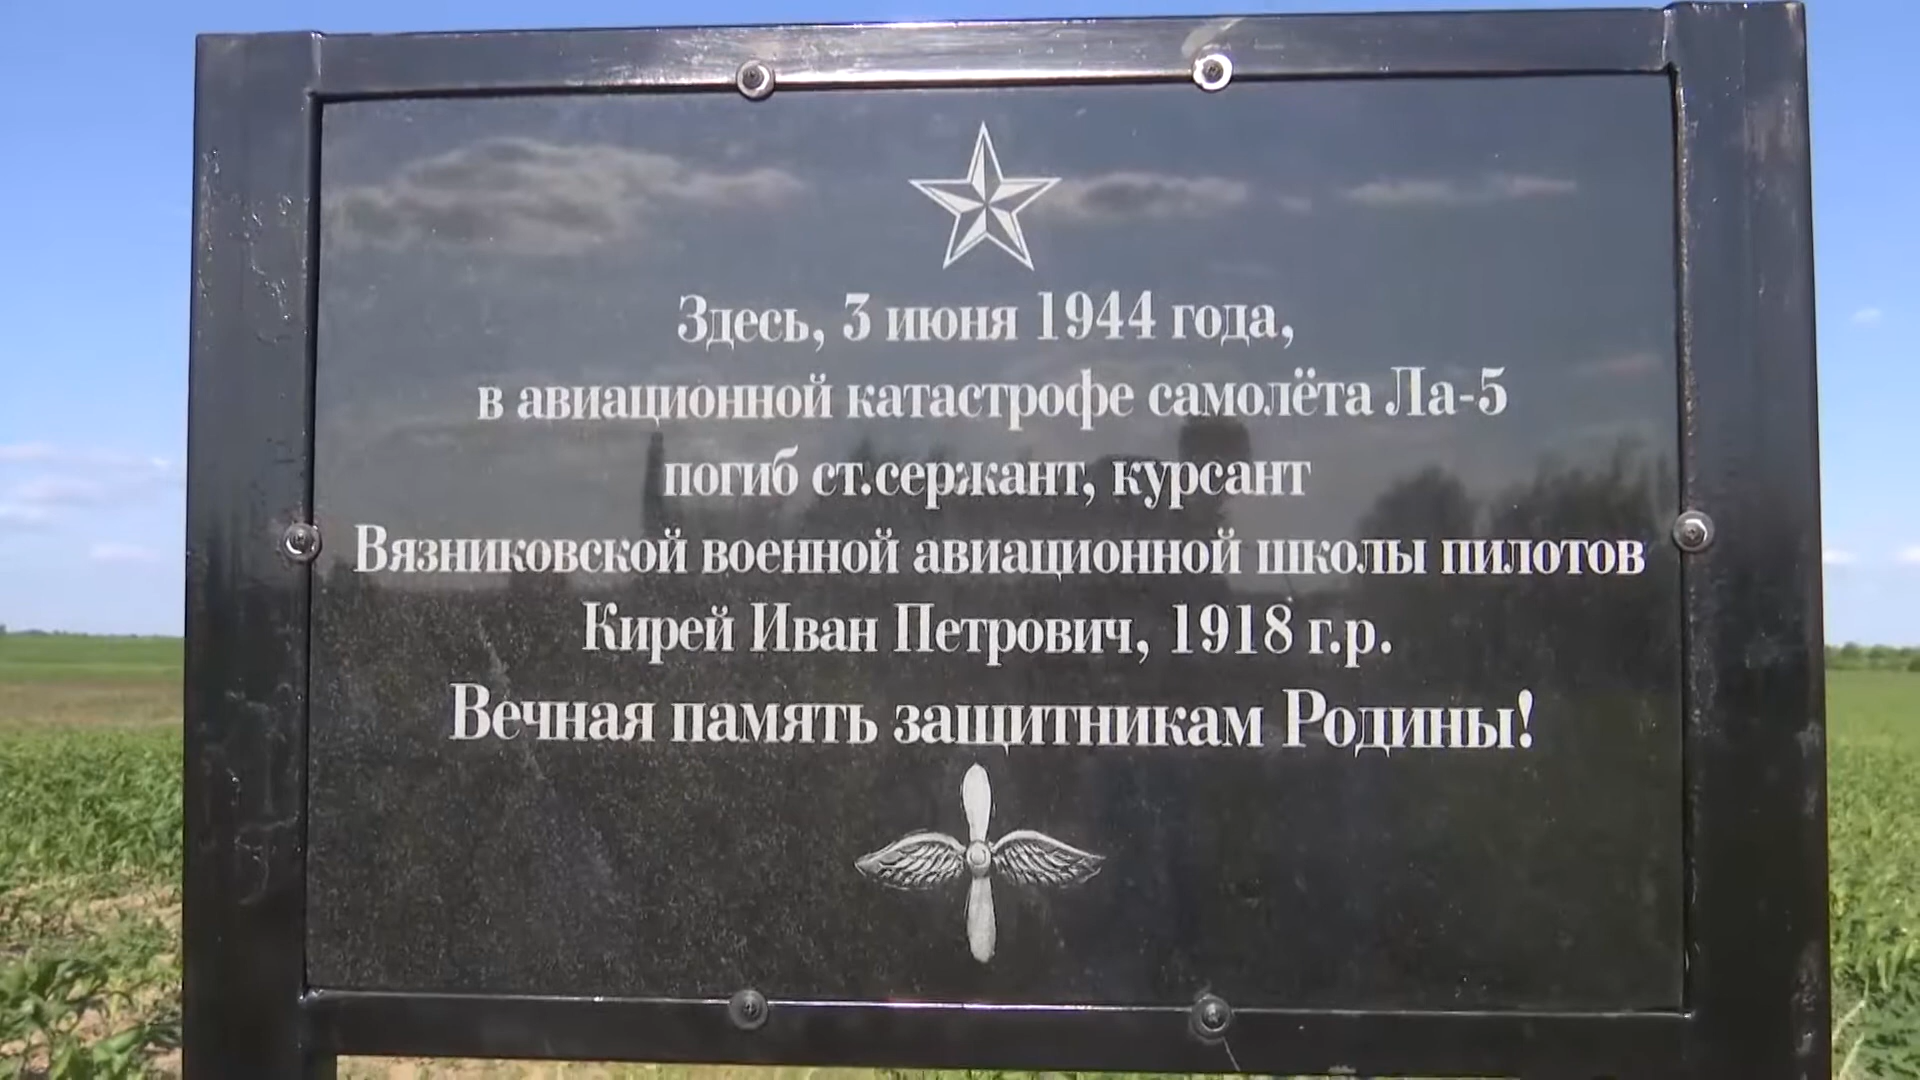 Здесь, 3 июня 1944 года,
в авиационной катастрофе самолёта Ла-5
погиб ст.сержант, курсант
Вязниковской военной авиационной школы пилотов
Кирей Иван Петрович, 1918 г.р.
Вечная память защитникам Родины!